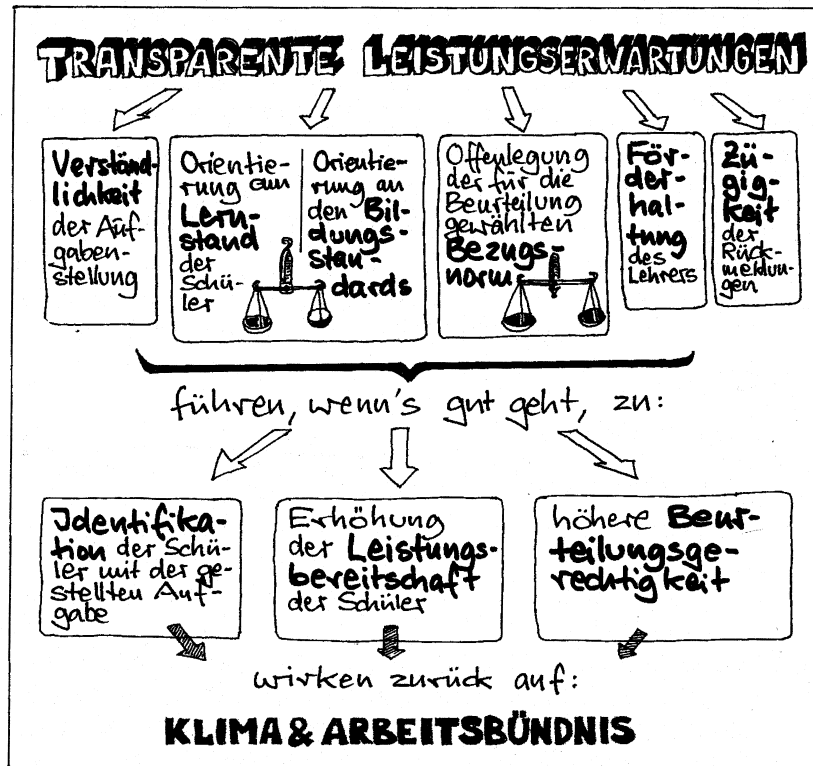 TRANSPARENTE LEISTUNGSERWARTUNGEN
Verständ-
lichkeit
der Auf-
gaben-
stellung
Orientie-
rung am
Lern-
stand
der
Schü-
ler
Orientie-
rung an
den Bil-
dungs-
stan-
dards
Offenlegung
der für die
Beurteilung
gewählten
Bezugs-
norm
För-
der-
hal-
tung
des
Lehrers
Zü-
gig-
keit
der
Rück-
meldun-
gen
führen, wenn's gut geht, zu:
Identifika-
tion der Schü-
ler mit der ge-
stellten Auf-
gabe
Erhöhung
der Leistungs-
bereitschaft
der Schüler
höhere Beur-
teilungsge-
rechtigkeit
wirken zurück auf:
KLIMA & ARBEITSBÜNDNIS